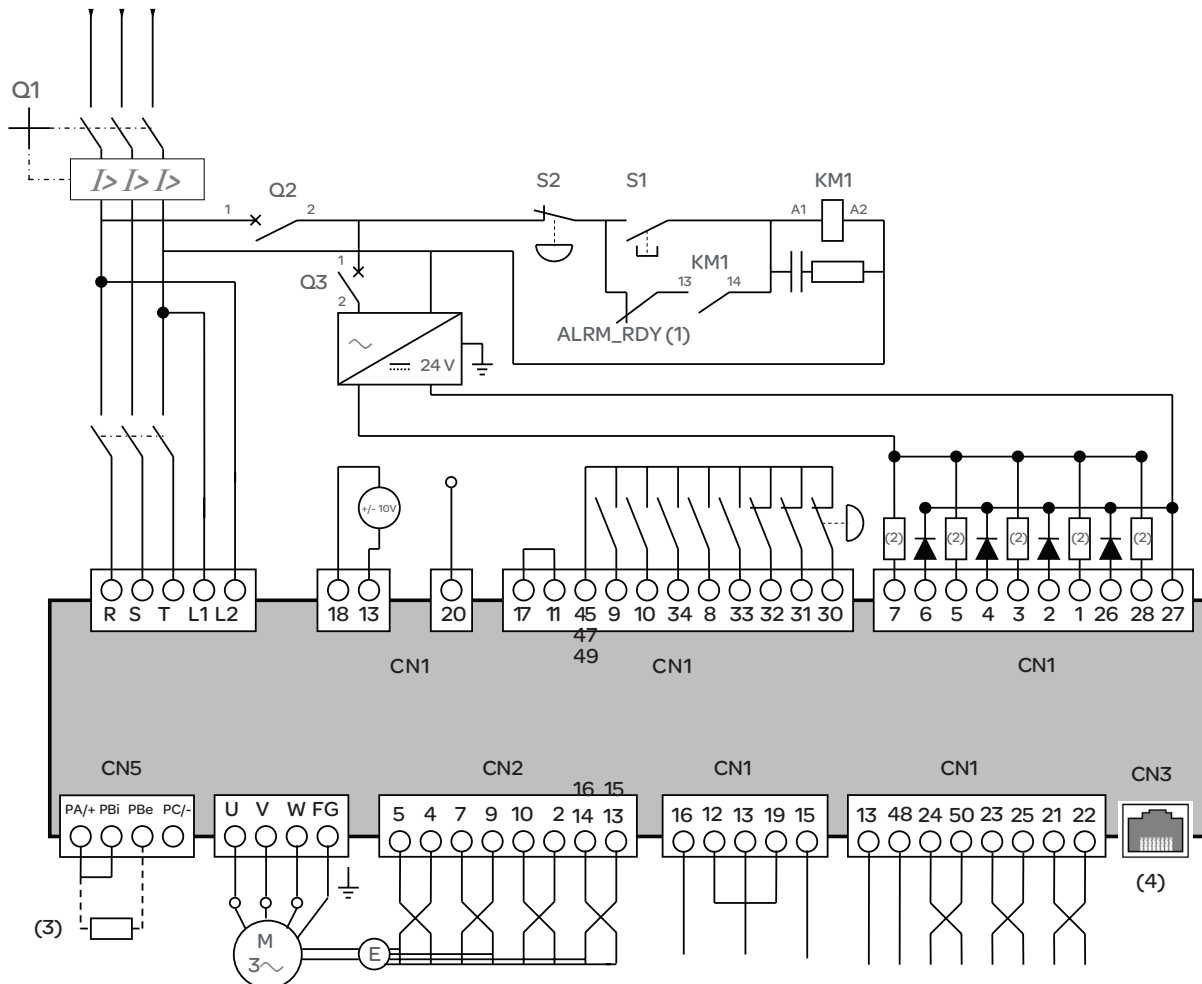 Q1
I> I> I>
1 Q2 2
S2
S1
KM1
A1 A2
KM1
13 14
ALRM_RDY (1)
Q3
1
2
24 V
+/- 10V
(2) (2) (2) (2) (2)
R S T L1 L2
18 13
20
17 11 45 9 10 34 8 33 32 31 30
47
49
7 6 5 4 3 2 1 26 28 27
CN1
CN1
CN1
CN5
CN2
CN1
CN1
CN3
PA/+ PBi PBe PC/-
U V W FG
16 15
5 4 7 9 10 2 14 13
16 12 13 19 15
13 48 24 50 23 25 21 22
(4)
(3)
M
3~
E